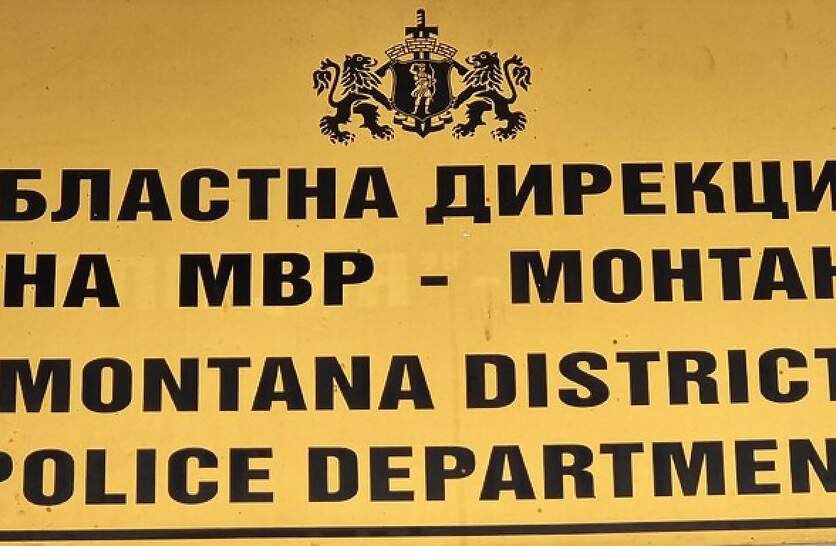 БЛАСТНА ДИРЕКЦИ
НА МВР - МОНТАН
MONTANA DISTRICT
POLICE DEPARTMEN